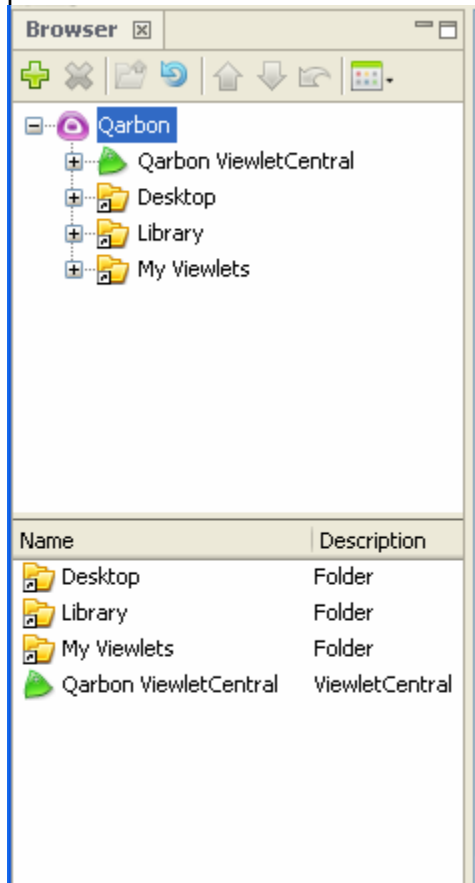 Browser
Qarbon
Qarbon ViewletCentral
Desktop
Library
My Viewlets
Name Description
Desktop Folder
Library Folder
My Viewlets Folder
Qarbon ViewletCentral ViewletCentral